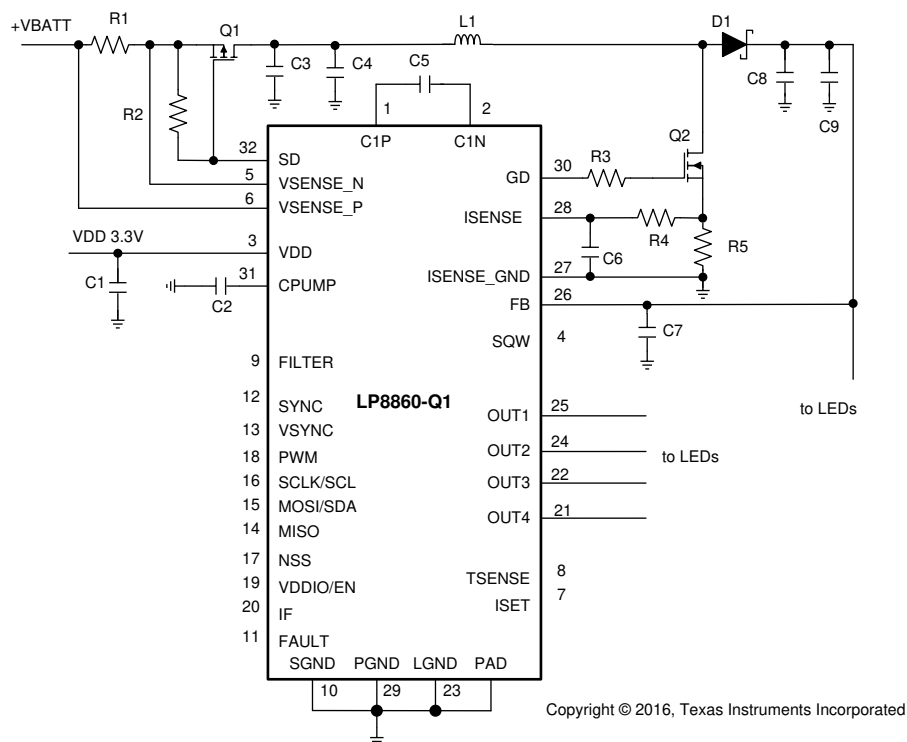 +VBATT R1 Q1 L1 D1
C3 C4 C5 C8 C9
R2 1 2
C1P C1N Q2
32 SD
5 VSENSE_N
6 VSENSE_P
GD 30 R3
ISENSE 28 R4 R5
VDD 3.3V 3 VDD
C6
C1 31 CPUMP
C2
ISENSE_GND 27
FB 26
C7
SQW 4
9 FILTER
12 SYNC
LP8860-Q1
13 VSYNC
18 PWM
16 SCLK/SCL
15 MOSI/SDA
14 MISO
17 NSS
19 VDDIO/EN
20 IF
11 FAULT
to LEDs
OUT1 25
OUT2 24
to LEDs
OUT3 22
OUT4 21
TSENSE 8
ISET 7
SGND PGND LGND PAD
10 29 23
Copyright © 2016, Texas Instruments Incorporated